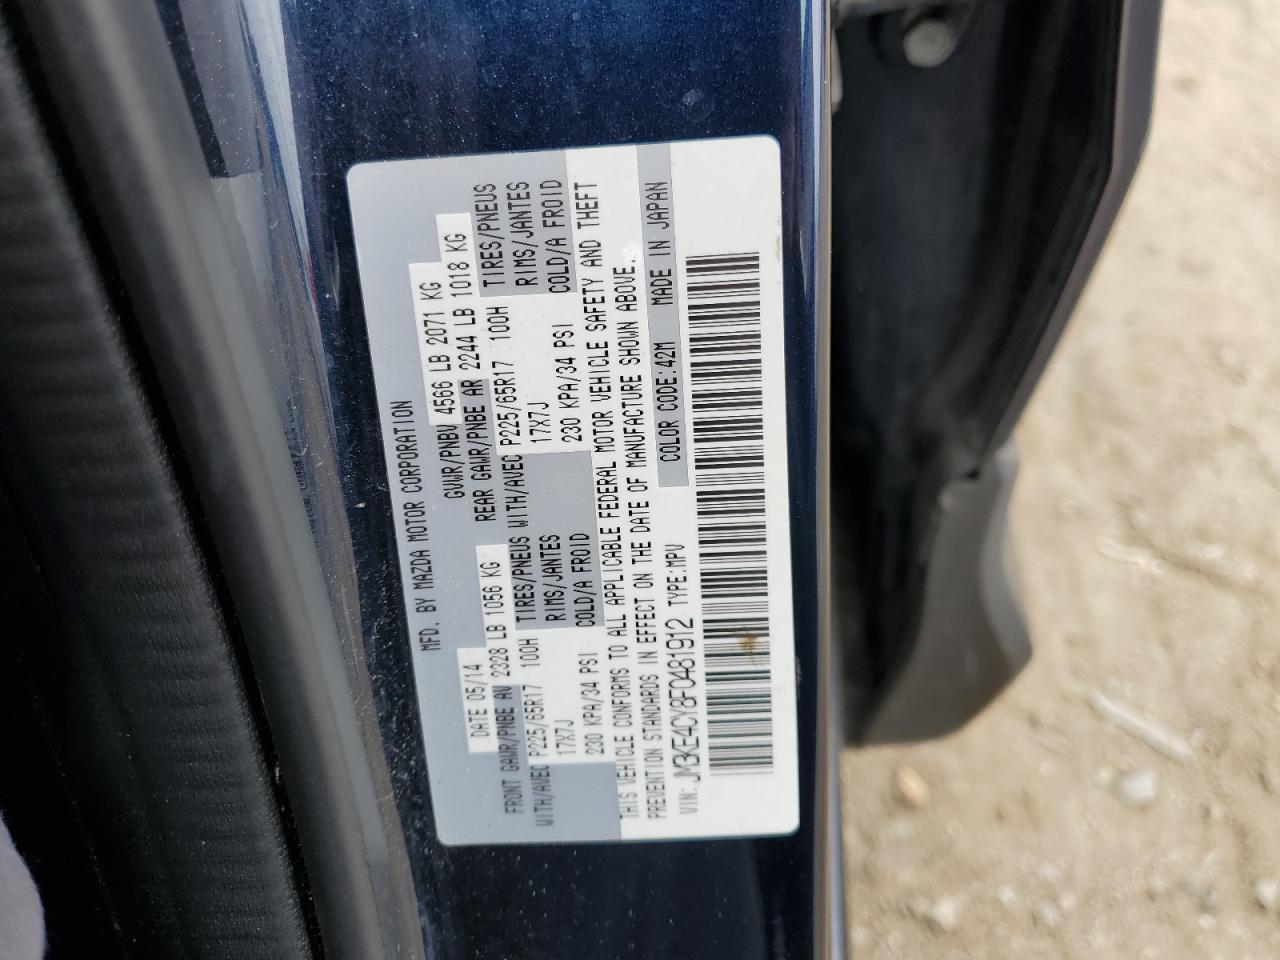 MFD. BY MAZDA MOTOR CORPORATION
DATE 05/14 GVWR/PNBV 4566 LB 2071 KG
FRONT GAWR/PNBE AV 2328 LB 1056 KG REAR GAWR/PNBE AR 2244 LB 1018 KG
WITH/AVEC P225/65R17 100H TIRES/PNEUS WITH/AVEC P225/65R17 100H TIRES/PNEUS
17X7J RIMS/JANTES 17X7J RIMS/JANTES
230 KPA/34 PSI COLD/A FROID 230 KPA/34 PSI COLD/A FROID
THIS VEHICLE CONFORMS TO ALL APPLICABLE FEDERAL MOTOR VEHICLE SAFETY AND THEFT
PREVENTION STANDARDS IN EFFECT ON THE DATE OF MANUFACTURE SHOWN ABOVE.
COLOR CODE:42M MADE IN JAPAN
VIN: JM3KE4CY8F0481912 TYPE:MPV